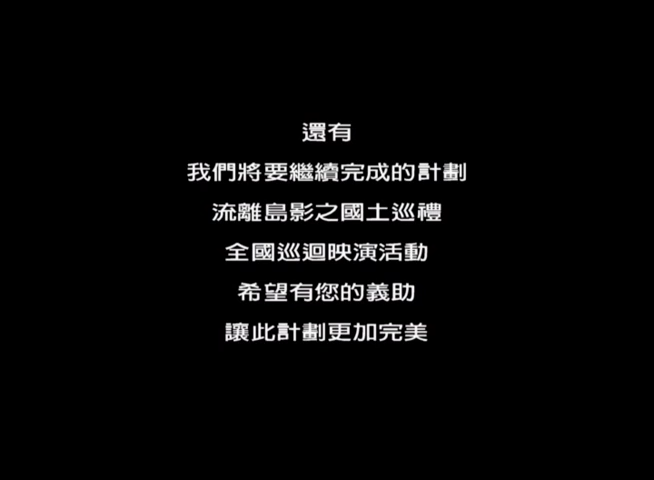 還有
我們將要繼續完成的計劃
流離島影之國土巡禮
全國巡迴映演活動
希望有您的義助
讓此計劃更加完美